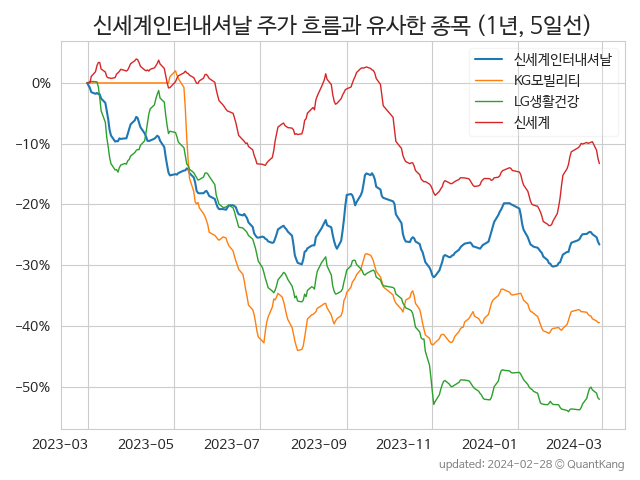 신세계인터내셔날 주가 흐름과 유사한 종목 (1년, 5일선)
신세계인터내셔날
KG모빌리티
LG생활건강
신세계
0%
−10%
−20%
−30%
−40%
−50%
2023-03 2023-05 2023-07 2023-09 2023-11 2024-01 2024-03
updated: 2024-02-28 © QuantKang